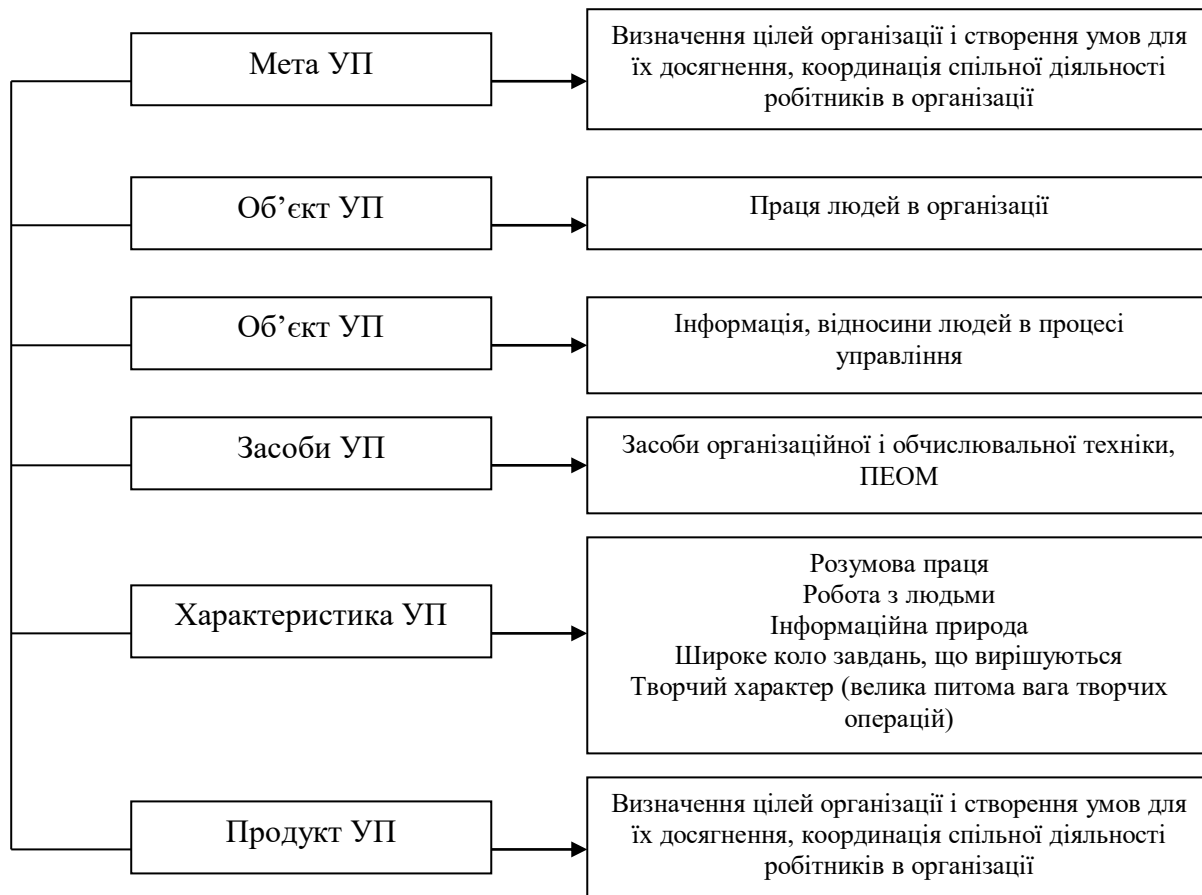 Мета УП
Визначення цілей організації і створення умов для
їх досягнення, координація спільної діяльності
робітників в організації
Об’єкт УП
Праця людей в організації
Об’єкт УП
Інформація, відносини людей в процесі
управління
Засоби УП
Засоби організаційної і обчислювальної техніки,
ПЕОМ
Характеристика УП
Розумова праця
Робота з людьми
Інформаційна природа
Широке коло завдань, що вирішуються
Творчий характер (велика питома вага творчих
операцій)
Продукт УП
Визначення цілей організації і створення умов для
їх досягнення, координація спільної діяльності
робітників в організації